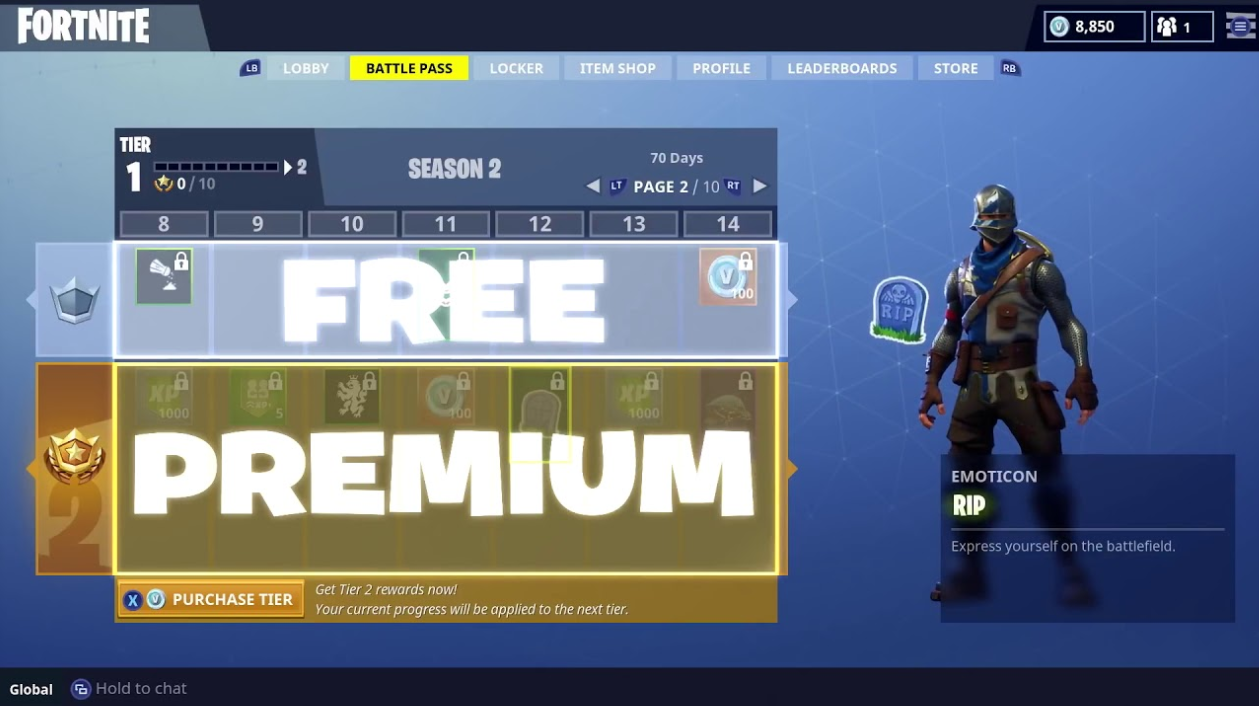 FORTNITE
8,850
1
LB
LOBBY
BATTLE PASS
LOCKER
ITEM SHOP
PROFILE
LEADERBOARDS
STORE
RB
TIER
1
2
0 / 10
SEASON 2
70 Days
LT PAGE 2 / 10 RT
8 9 10 11 12 13 14
FREE
V
100
XP
1000
5
V
100
XP
1000
PREMIUM
2
X V PURCHASE TIER
Get Tier 2 rewards now!
Your current progress will be applied to the next tier.
RIP
EMOTICON
RIP
Express yourself on the battlefield.
Global
Hold to chat